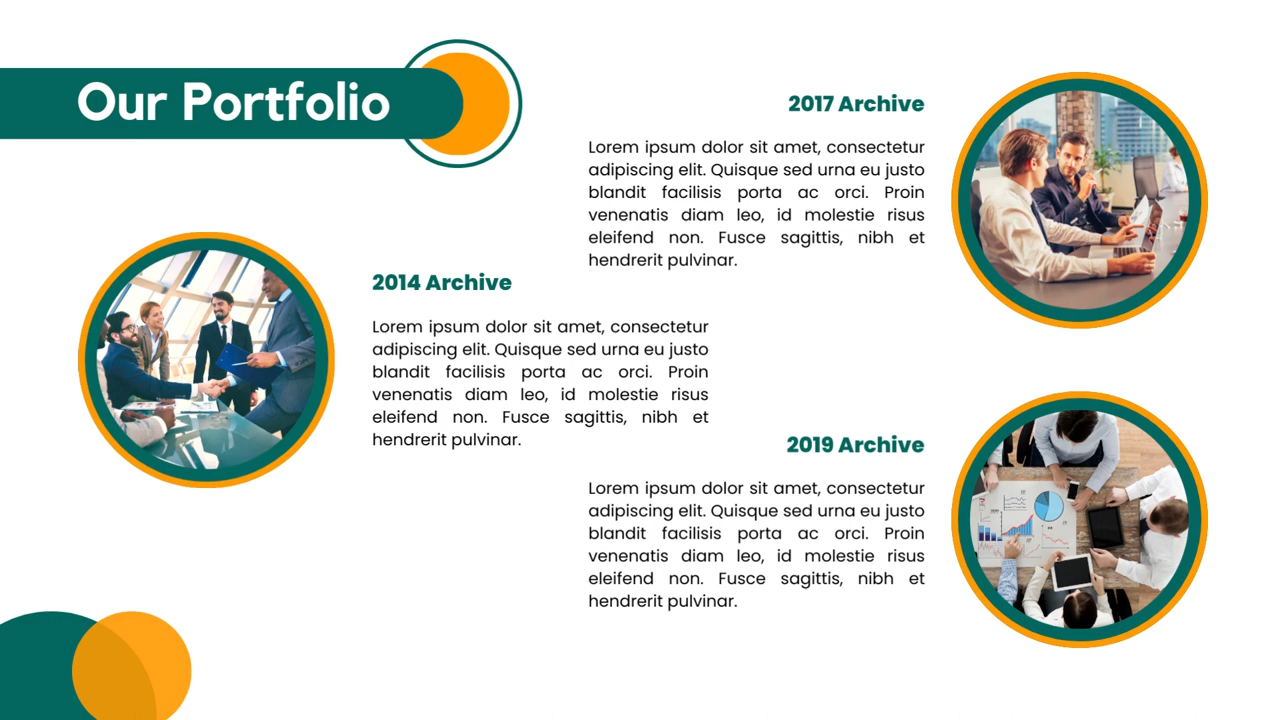 Our Portfolio
2017 Archive
Lorem ipsum dolor sit amet, consectetur
adipiscing elit. Quisque sed urna eu justo
blandit facilisis porta ac orci. Proin
venenatis diam leo, id molestie risus
eleifend non. Fusce sagittis, nibh et
hendrerit pulvinar.
2014 Archive
Lorem ipsum dolor sit amet, consectetur
adipiscing elit. Quisque sed urna eu justo
blandit facilisis porta ac orci. Proin
venenatis diam leo, id molestie risus
eleifend non. Fusce sagittis, nibh et
hendrerit pulvinar.
2019 Archive
Lorem ipsum dolor sit amet, consectetur
adipiscing elit. Quisque sed urna eu justo
blandit facilisis porta ac orci. Proin
venenatis diam leo, id molestie risus
eleifend non. Fusce sagittis, nibh et
hendrerit pulvinar.